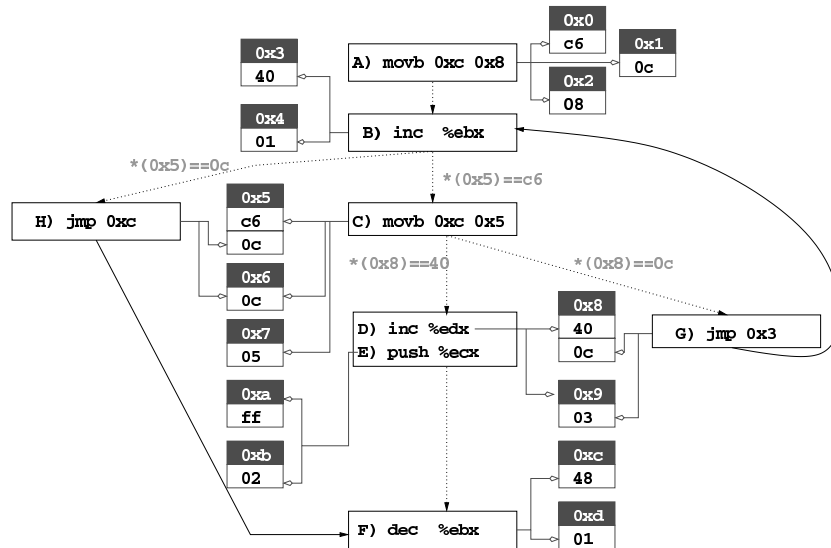 0x0
c6
0x1
0c
0x2
08
0x3
40
A) movb 0xc 0x8
0x4
01
B) inc %ebx
*(0x5)==0c
*(0x5)==c6
0x5
c6
0c
H) jmp 0xc
C) movb 0xc 0x5
*(0x8)==40
*(0x8)==0c
0x6
0c
0x7
05
D) inc %edx
E) push %ecx
0x8
40
0c
G) jmp 0x3
0xa
ff
0x9
03
0xb
02
0xc
48
F) dec %ebx
0xd
01